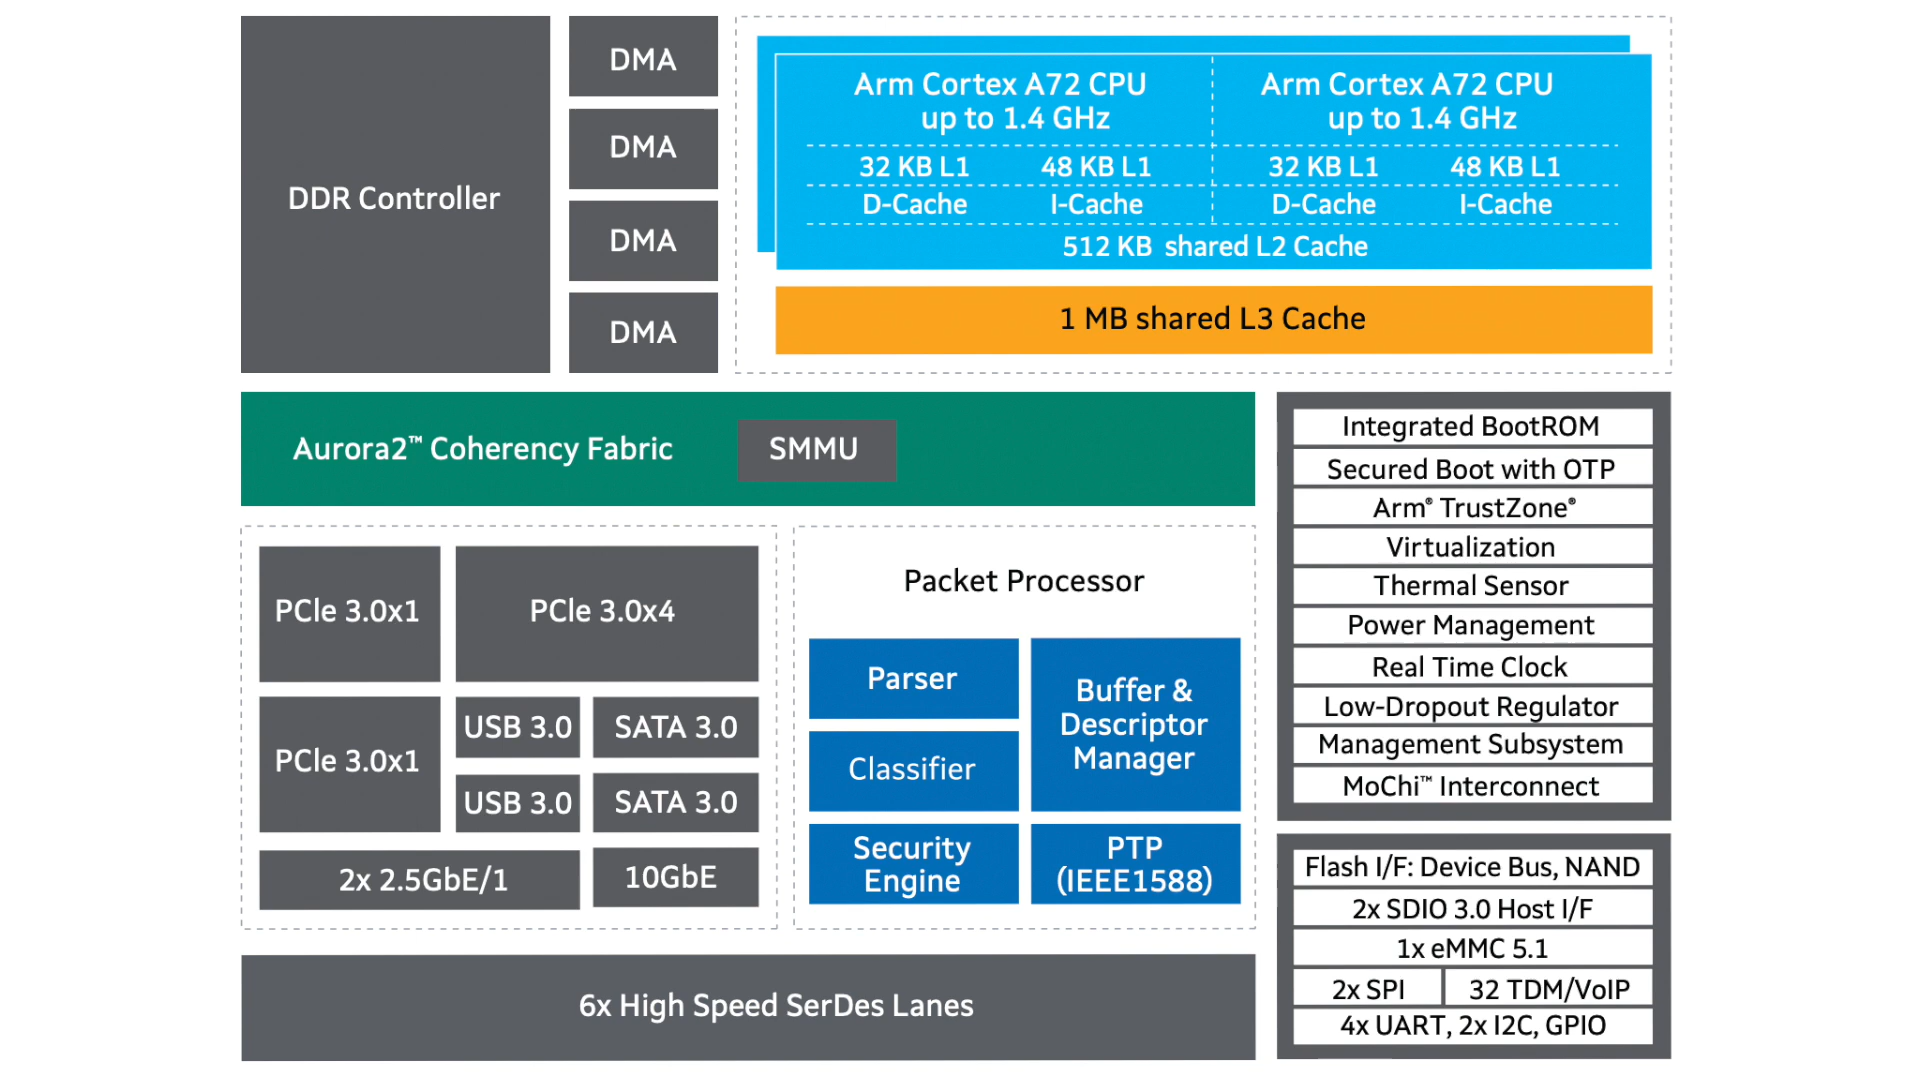 DDR Controller
DMA
DMA
DMA
DMA
Arm Cortex A72 CPU
up to 1.4 GHz
32 KB L1
48 KB L1
D-Cache
I-Cache
Arm Cortex A72 CPU
up to 1.4 GHz
32 KB L1
48 KB L1
D-Cache
I-Cache
512 KB shared L2 Cache
1 MB shared L3 Cache
Aurora2™ Coherency Fabric
SMMU
PCIe 3.0x1
PCIe 3.0x4
PCIe 3.0x1
USB 3.0
SATA 3.0
USB 3.0
SATA 3.0
2x 2.5GbE/1
10GbE
Packet Processor
Parser
Classifier
Security
Engine
Buffer &
Descriptor
Manager
PTP
(IEEE1588)
6x High Speed SerDes Lanes
Integrated BootROM
Secured Boot with OTP
Arm® TrustZone®
Virtualization
Thermal Sensor
Power Management
Real Time Clock
Low-Dropout Regulator
Management Subsystem
MoChi™ Interconnect
Flash I/F: Device Bus, NAND
2x SDIO 3.0 Host I/F
1x eMMC 5.1
2x SPI
32 TDM/VoIP
4x UART, 2x I2C, GPIO